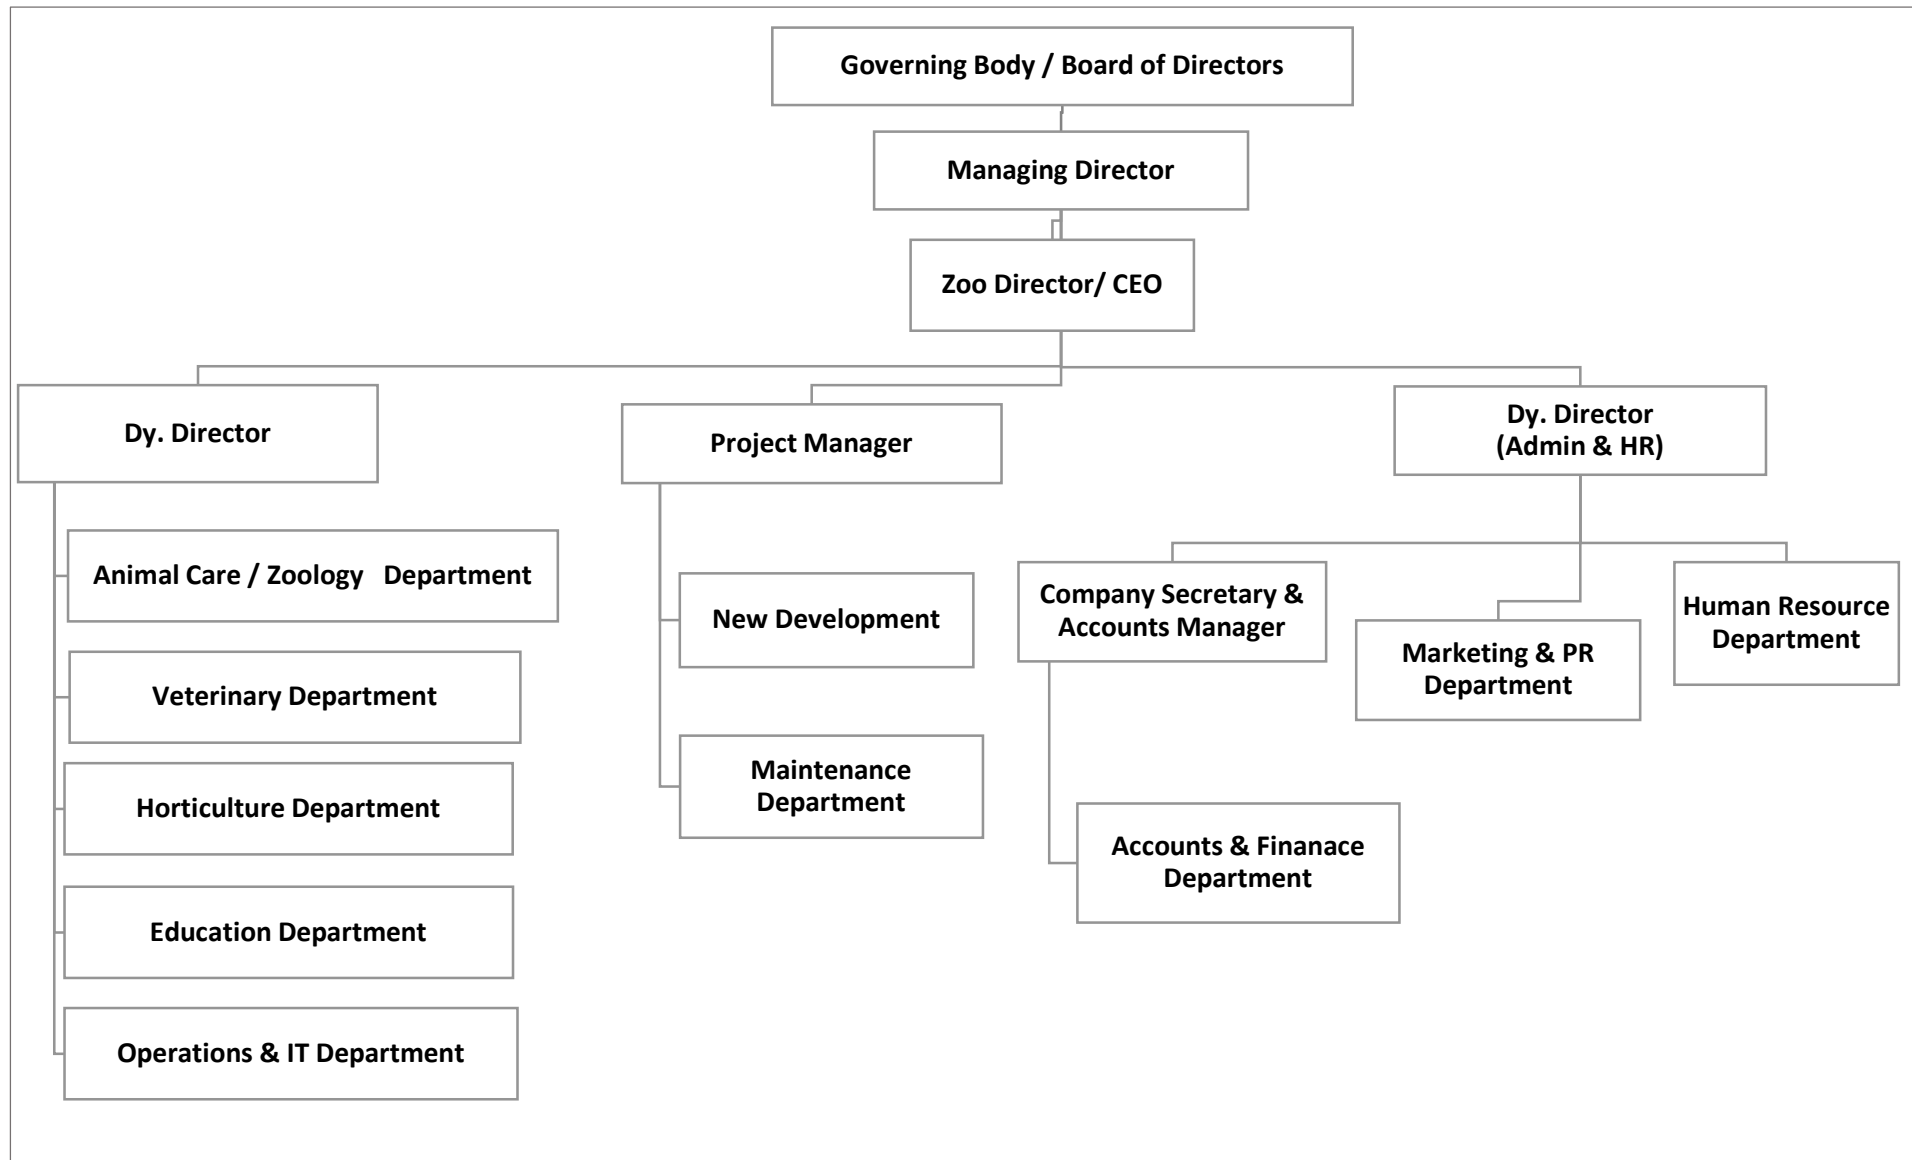 Governing Body / Board of Directors
Managing Director
Zoo Director/ CEO
Dy. Director
Project Manager
Dy. Director
(Admin & HR)
Animal Care / Zoology   Department
Veterinary Department
Horticulture Department
Education Department
Operations & IT Department
New Development
Maintenance
Department
Company Secretary &
Accounts Manager
Accounts & Finanace
Department
Marketing & PR
Department
Human Resource
Department